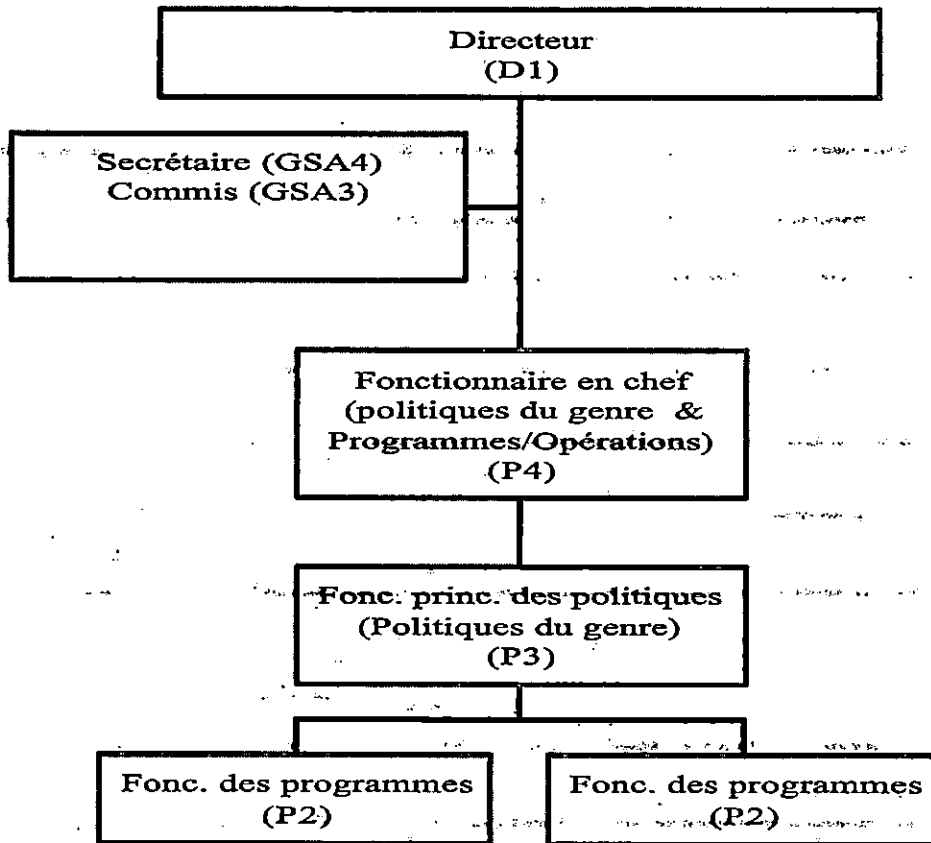 Directeur
(D1)
Secrétaire (GSA4)
Commis (GSA3)
Fonctionnaire en chef
(politiques du genre &
Programmes/Opérations)
(P4)
Fonc. princ. des politiques
(Politiques du genre)
(P3)
Fonc. des programmes
(P2)
Fonc. des programmes
(P2)